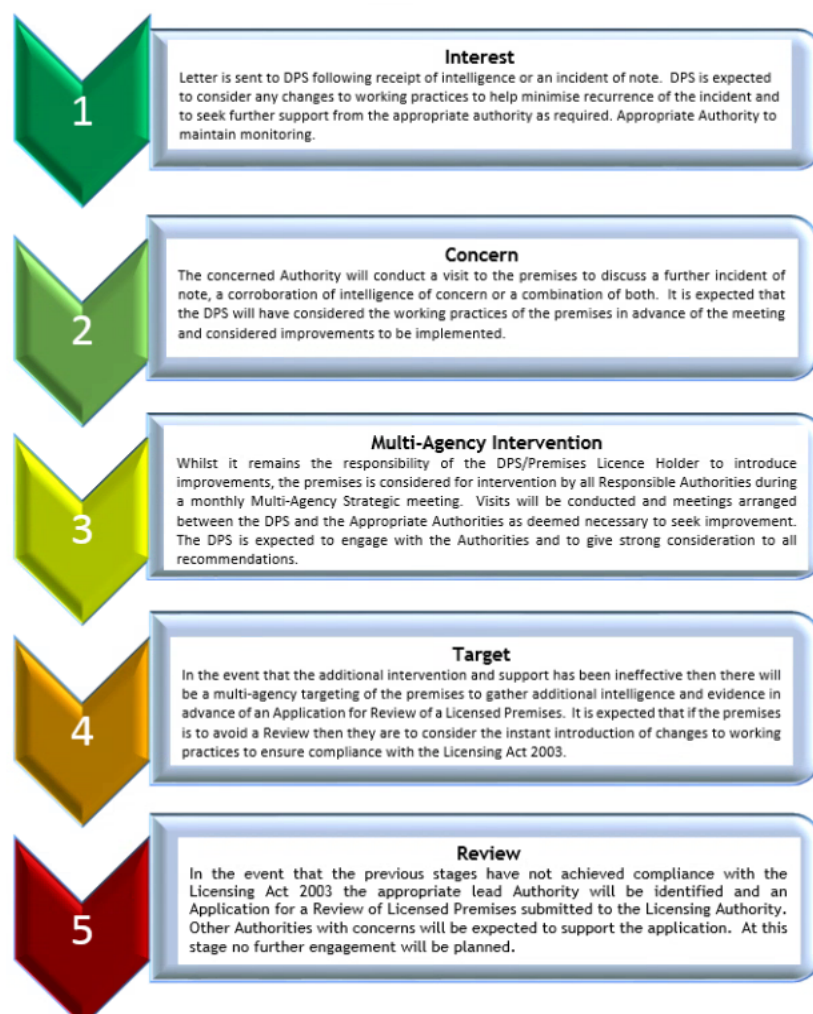 1
Interest
Letter is sent to DPS following receipt of intelligence or an incident of note. DPS is expected
to consider any changes to working practices to help minimise recurrence of the incident and
to seek further support from the appropriate authority as required. Appropriate Authority to
maintain monitoring.
2
Concern
The concerned Authority will conduct a visit to the premises to discuss a further incident of
note, a corroboration of intelligence of concern or a combination of both. It is expected that
the DPS will have considered the working practices of the premises in advance of the meeting
and considered improvements to be implemented.
3
Multi-Agency Intervention
Whilst it remains the responsibility of the DPS/Premises Licence Holder to introduce
improvements, the premises is considered for intervention by all Responsible Authorities during
a monthly Multi-Agency Strategic meeting. Visits will be conducted and meetings arranged
between the DPS and the Appropriate Authorities as deemed necessary to seek improvement.
The DPS is expected to engage with the Authorities and to give strong consideration to all
recommendations.
4
Target
In the event that the additional intervention and support has been ineffective then there will
be a multi-agency targeting of the premises to gather additional intelligence and evidence in
advance of an Application for Review of a Licensed Premises. It is expected that if the premises
is to avoid a Review then they are to consider the instant introduction of changes to working
practices to ensure compliance with the Licensing Act 2003.
5
Review
In the event that the previous stages have not achieved compliance with the
Licensing Act 2003 the appropriate lead Authority will be identified and an
Application for a Review of Licensed Premises submitted to the Licensing Authority.
Other Authorities with concerns will be expected to support the application. At this
stage no further engagement will be planned.